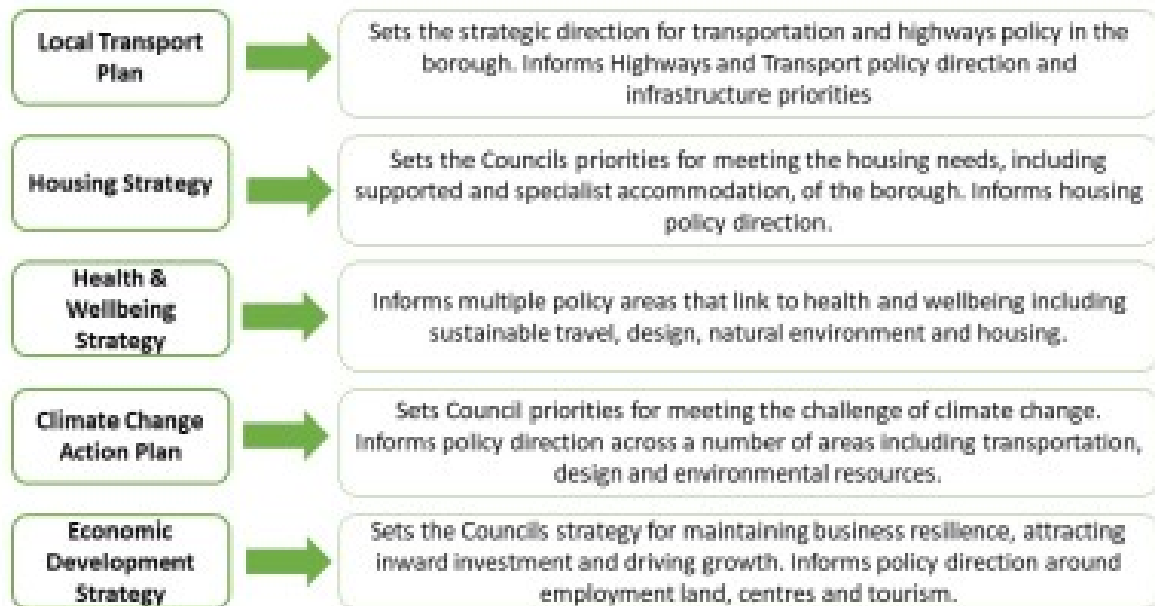 Local Transport
Plan
Sets the strategic direction for transportation and highways policy in the
borough. Informs Highways and Transport policy direction and
infrastructure priorities
Housing Strategy
Sets the Councils priorities for meeting the housing needs, including
supported and specialist accommodation, of the borough. Informs housing
policy direction.
Health &
Wellbeing
Strategy
Informs multiple policy areas that link to health and wellbeing including
sustainable travel, design, natural environment and housing.
Climate Change
Action Plan
Sets Council priorities for meeting the challenge of climate change.
Informs policy direction across a number of areas including transportation,
design and environmental resources.
Economic
Development
Strategy
Sets the Councils strategy for maintaining business resilience, attracting
inward investment and driving growth. Informs policy direction around
employment land, centres and tourism.